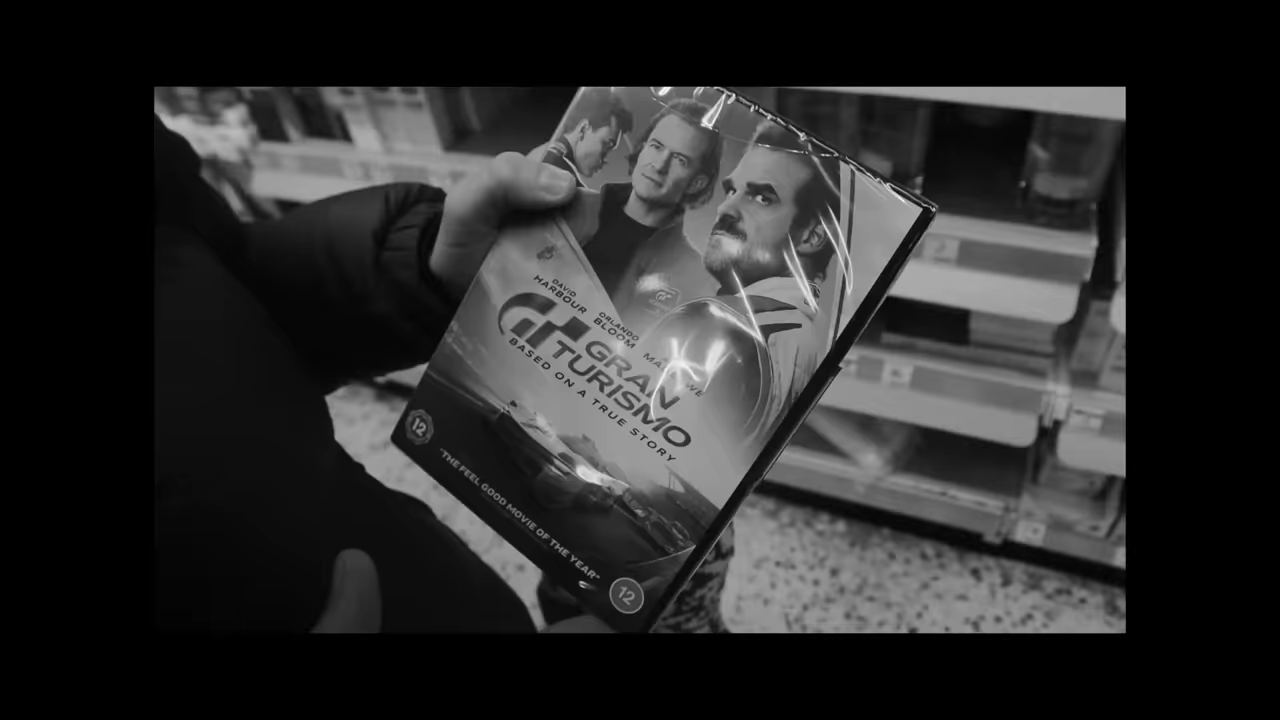 DAVID
HARBOUR
ORLANDO
BLOOM
GT
GRAN
TURISMO
BASED ON A TRUE STORY
12
"THE FEEL GOOD MOVIE OF THE YEAR"
12